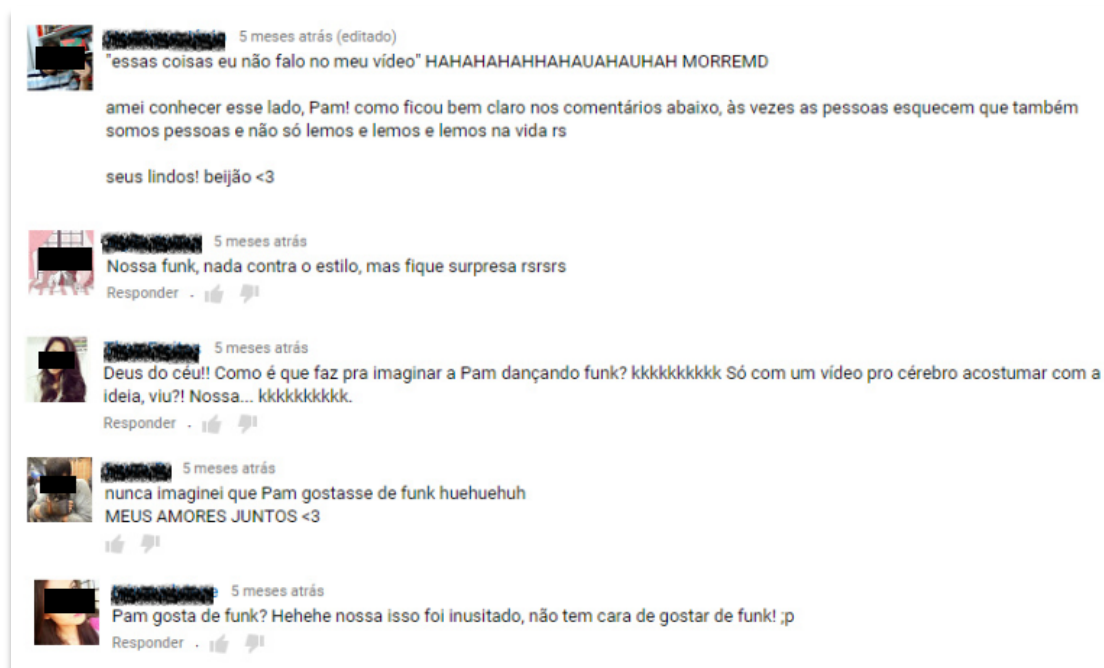 5 meses atrás (editado)
"essas coisas eu não falo no meu vídeo" HAHAHAHAHHAHAUAHAUHAH MORREMD
amei conhecer esse lado, Pam! como ficou bem claro nos comentários abaixo, às vezes as pessoas esquecem que também
somos pessoas e não só lemos e lemos e lemos na vida rs
seus lindos! beijão <3
5 meses atrás
Nossa funk, nada contra o estilo, mas fique surpresa rsrsrs
Responder .
5 meses atrás
Deus do céu!! Como é que faz pra imaginar a Pam dançando funk? kkkkkkkkkk Só com um vídeo pro cérebro acostumar com a
ideia, viu?! Nossa... kkkkkkkkkk.
Responder .
5 meses atrás
nunca imaginei que Pam gostasse de funk huehuehuh
MEUS AMORES JUNTOS <3
5 meses atrás
Pam gosta de funk? Hehehe nossa isso foi inusitado, não tem cara de gostar de funk! ;p
Responder .